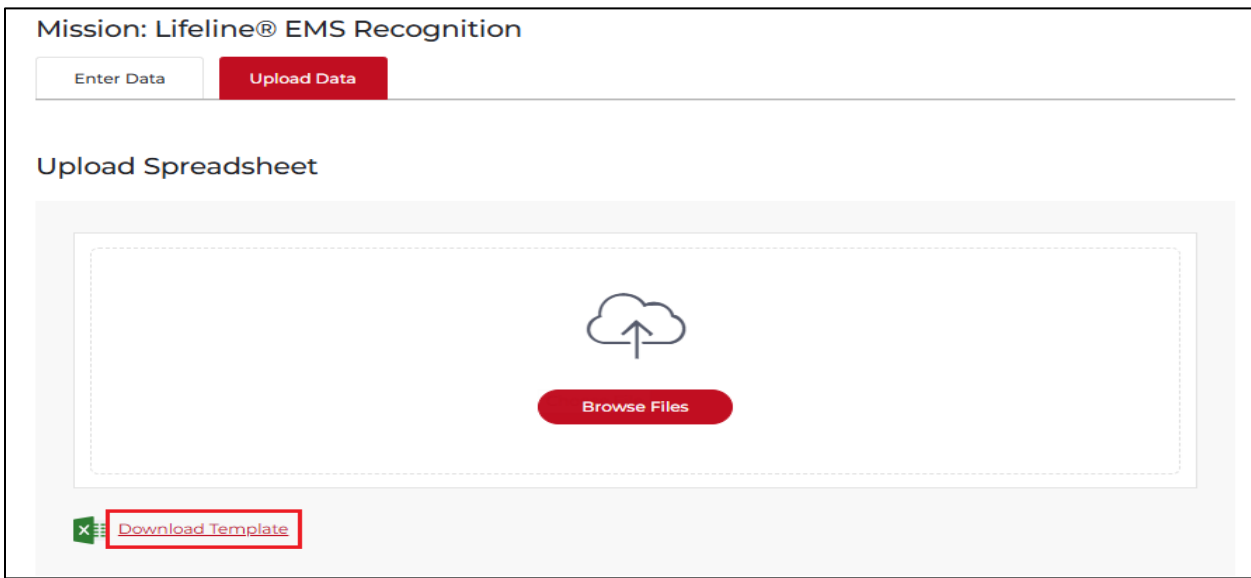 Mission: Lifeline® EMS Recognition
Enter Data
Upload Data
Upload Spreadsheet
Browse Files
Download Template